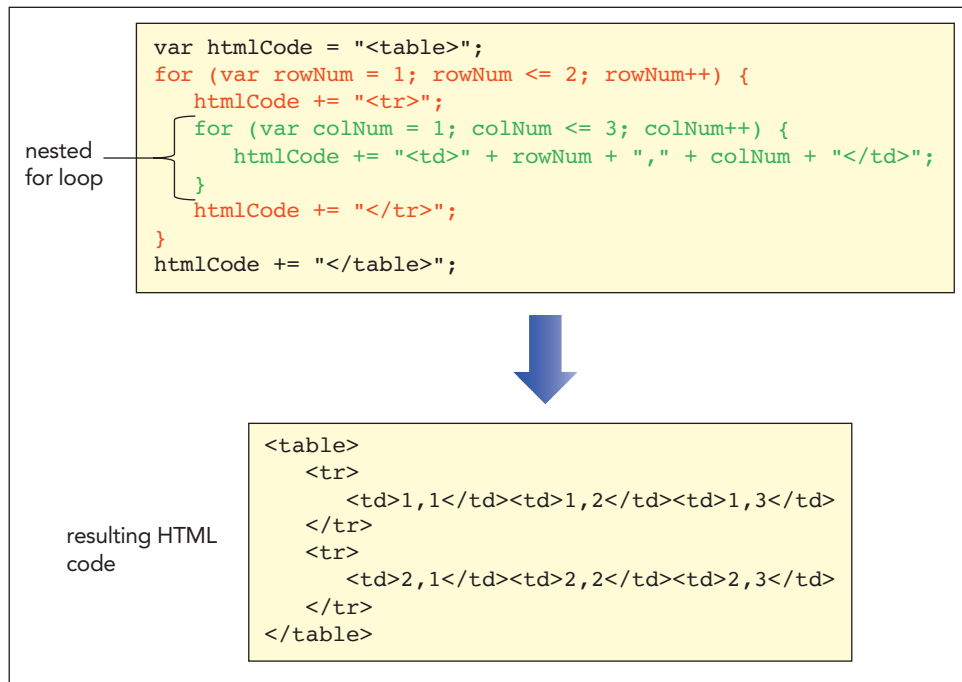 var htmlCode = "<table>";
for (var rowNum = 1; rowNum <= 2; rowNum++) {
   htmlCode += "<tr>";
   for (var colNum = 1; colNum <= 3; colNum++) {
      htmlCode += "<td>" + rowNum + "," + colNum + "</td>";
   }
   htmlCode += "</tr>";
}
htmlCode += "</table>";
nested
for loop
<table>
   <tr>
      <td>1,1</td><td>1,2</td><td>1,3</td>
   </tr>
   <tr>
      <td>2,1</td><td>2,2</td><td>2,3</td>
   </tr>
</table>
resulting HTML
code